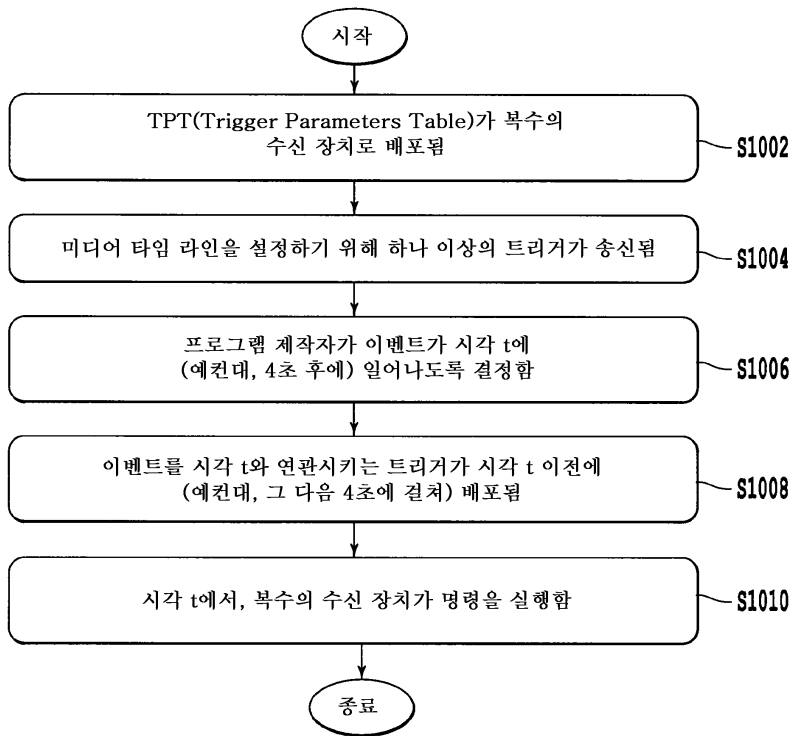 시작
TPT(Trigger Parameters Table)가 복수의
수신 장치로 배포됨
S1002
미디어 타임 라인을 설정하기 위해 하나 이상의 트리거가 송신됨
S1004
프로그램 제작자가 이벤트가 시각 t에
(예컨대, 4초 후에) 일어나도록 결정함
S1006
이벤트를 시각 t와 연관시키는 트리거가 시각 t 이전에
(예컨대, 그 다음 4초에 걸쳐) 배포됨
S1008
시각 t에서, 복수의 수신 장치가 명령을 실행함
S1010
종료